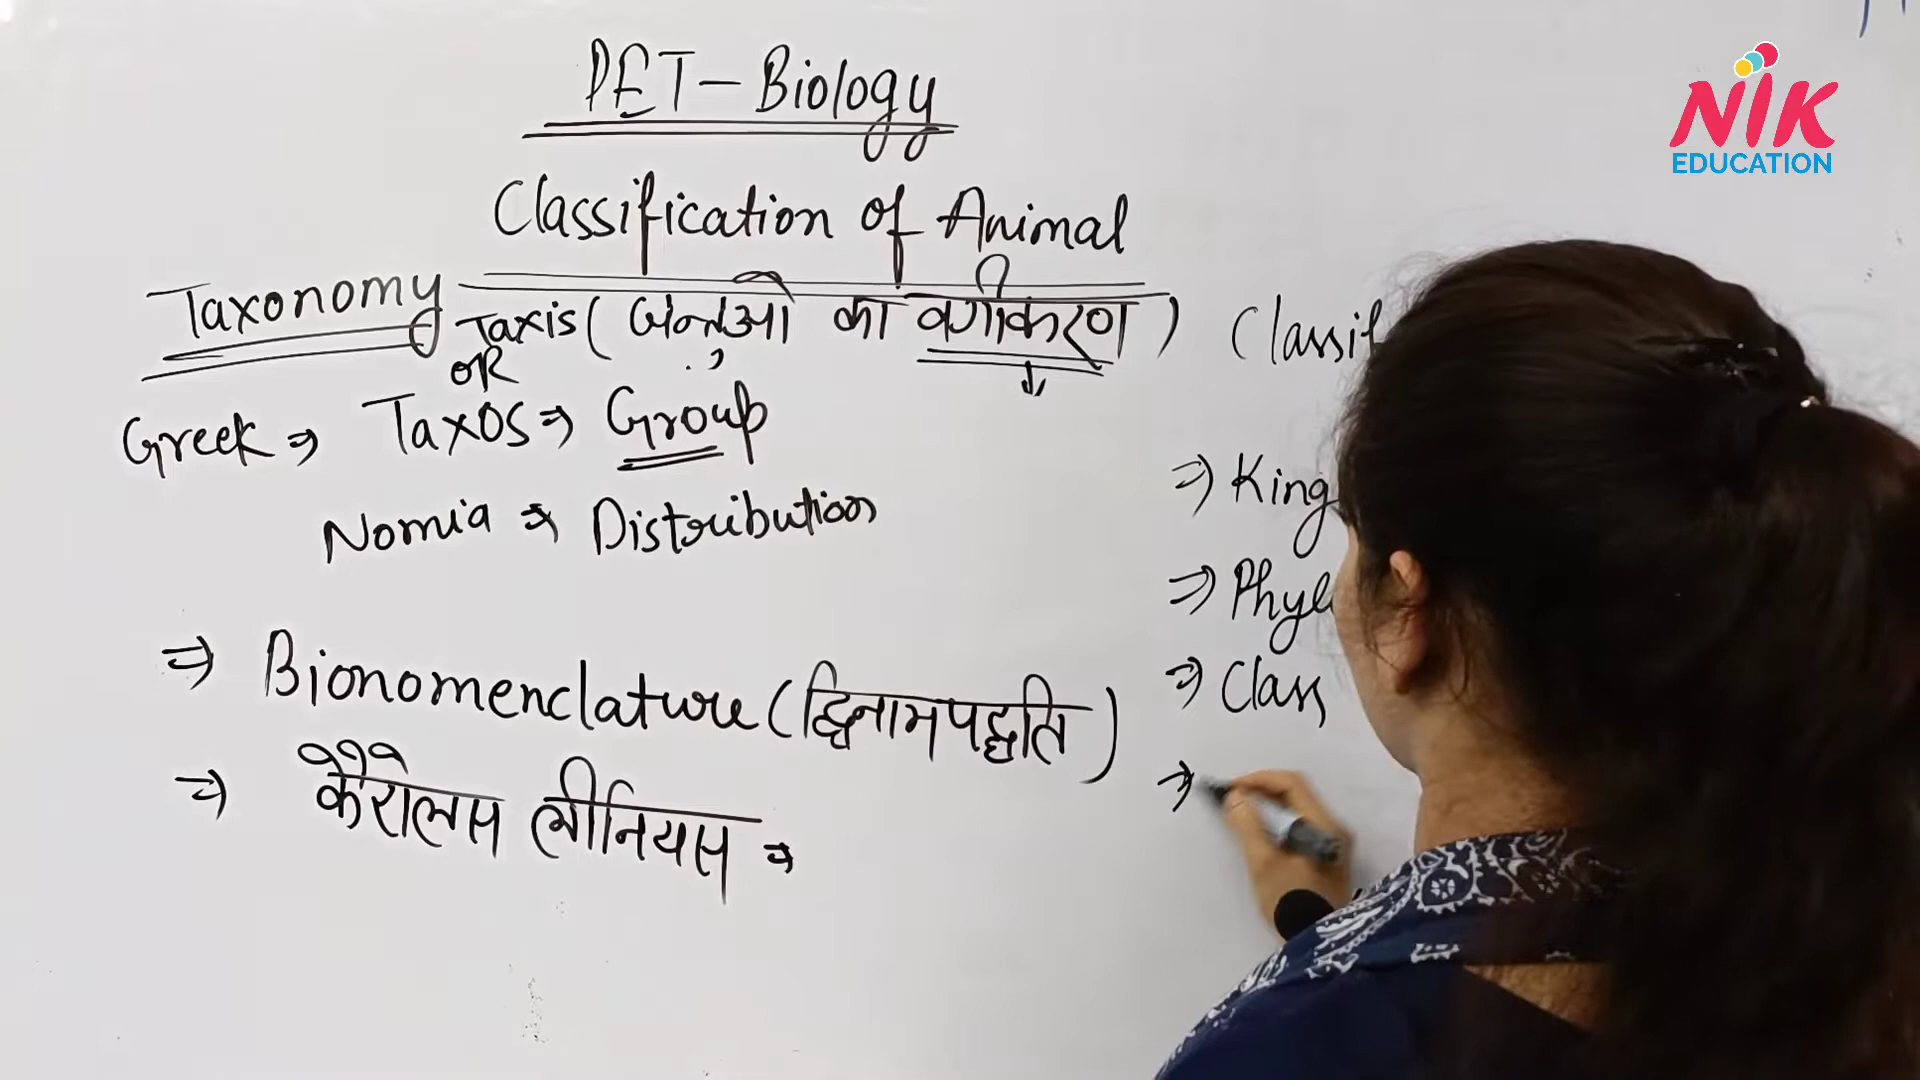 PET - Biology
Classification of Animal
Taxonomy
Taxis (जन्तुओ का वर्गीकरण)
OR
Greek ⇒ Taxos ⇒ Group
Nomia ⇒ Distribution
⇒ Bionomenclature (द्विनामपद्धति)
⇒ कैरोलस लीनियस ⇒
Classif
⇒ King
⇒ Phyl
⇒ Class
⇒
NIK
EDUCATION